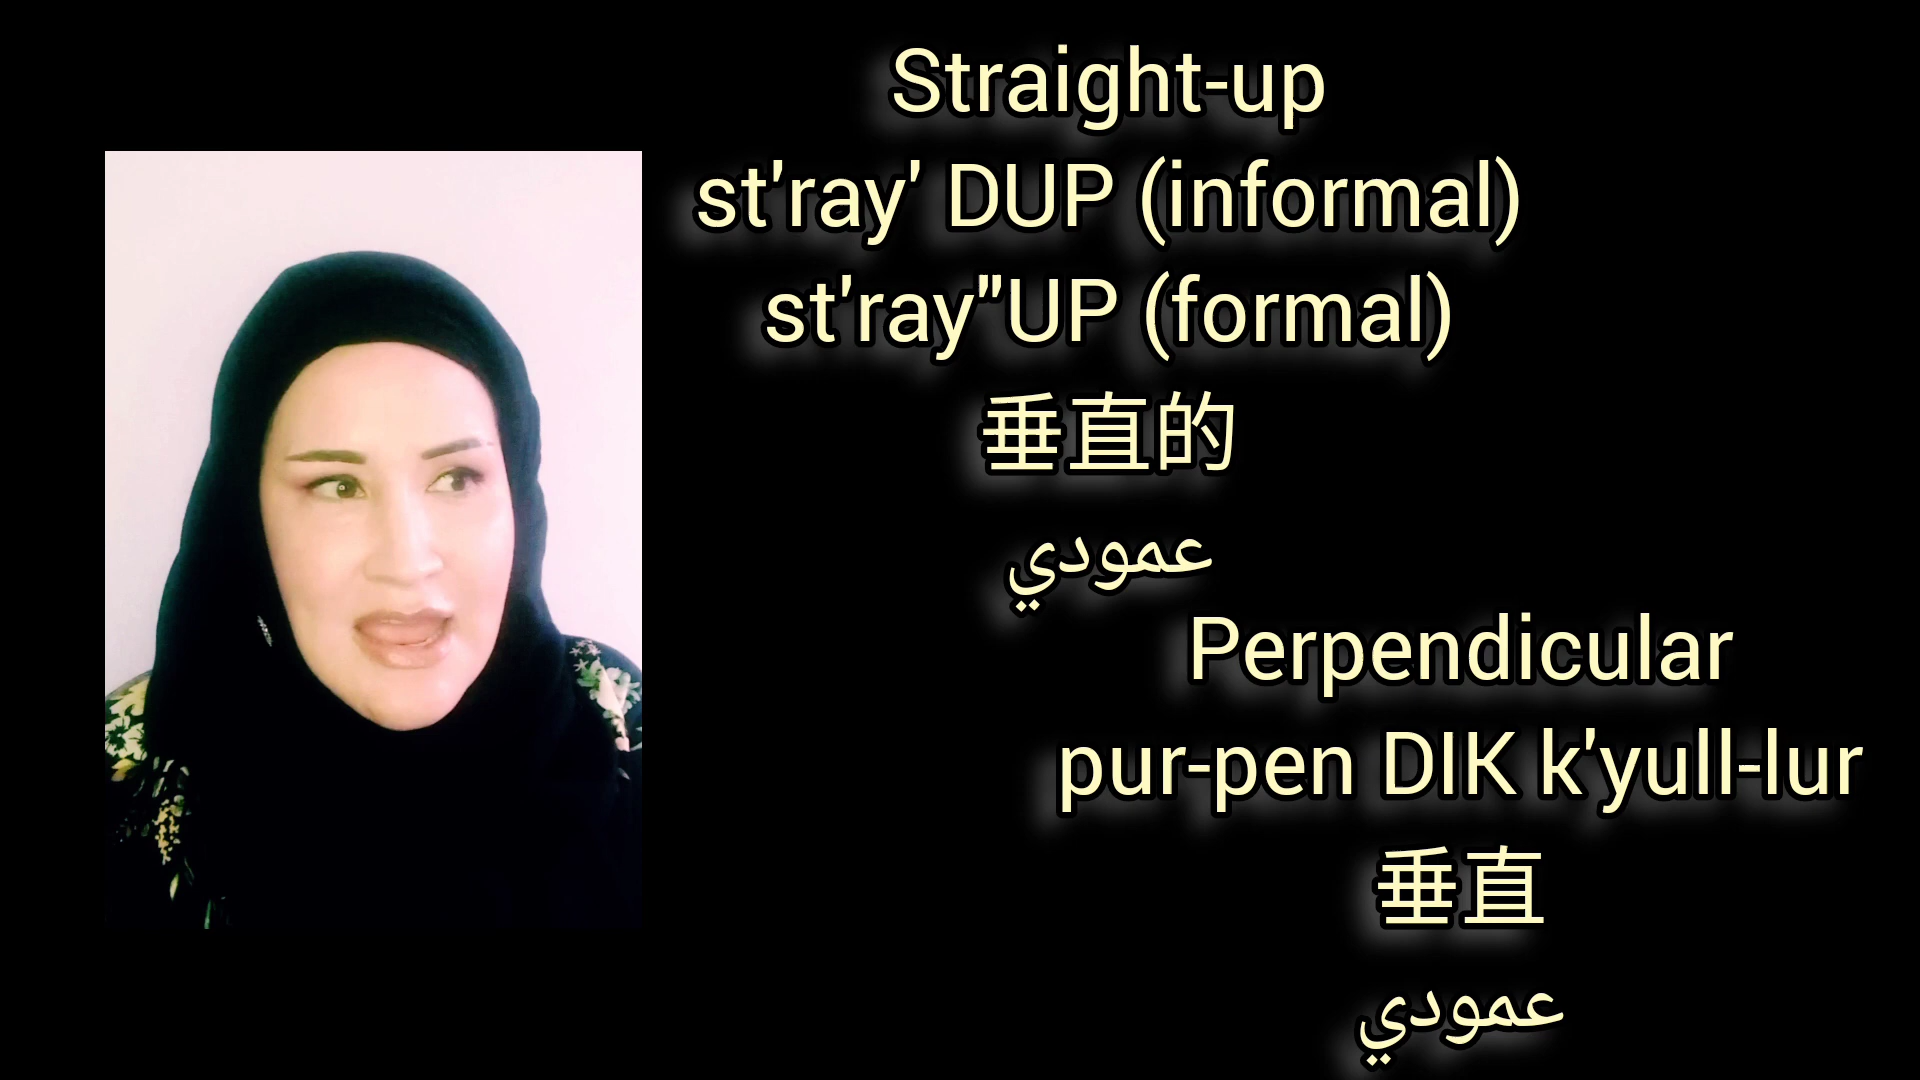 Straight-up
st'ray' DUP (informal)
st'ray"UP (formal)
垂直的
عمودي
Perpendicular
pur-pen DIK k'yull-lur
垂直
عمودي